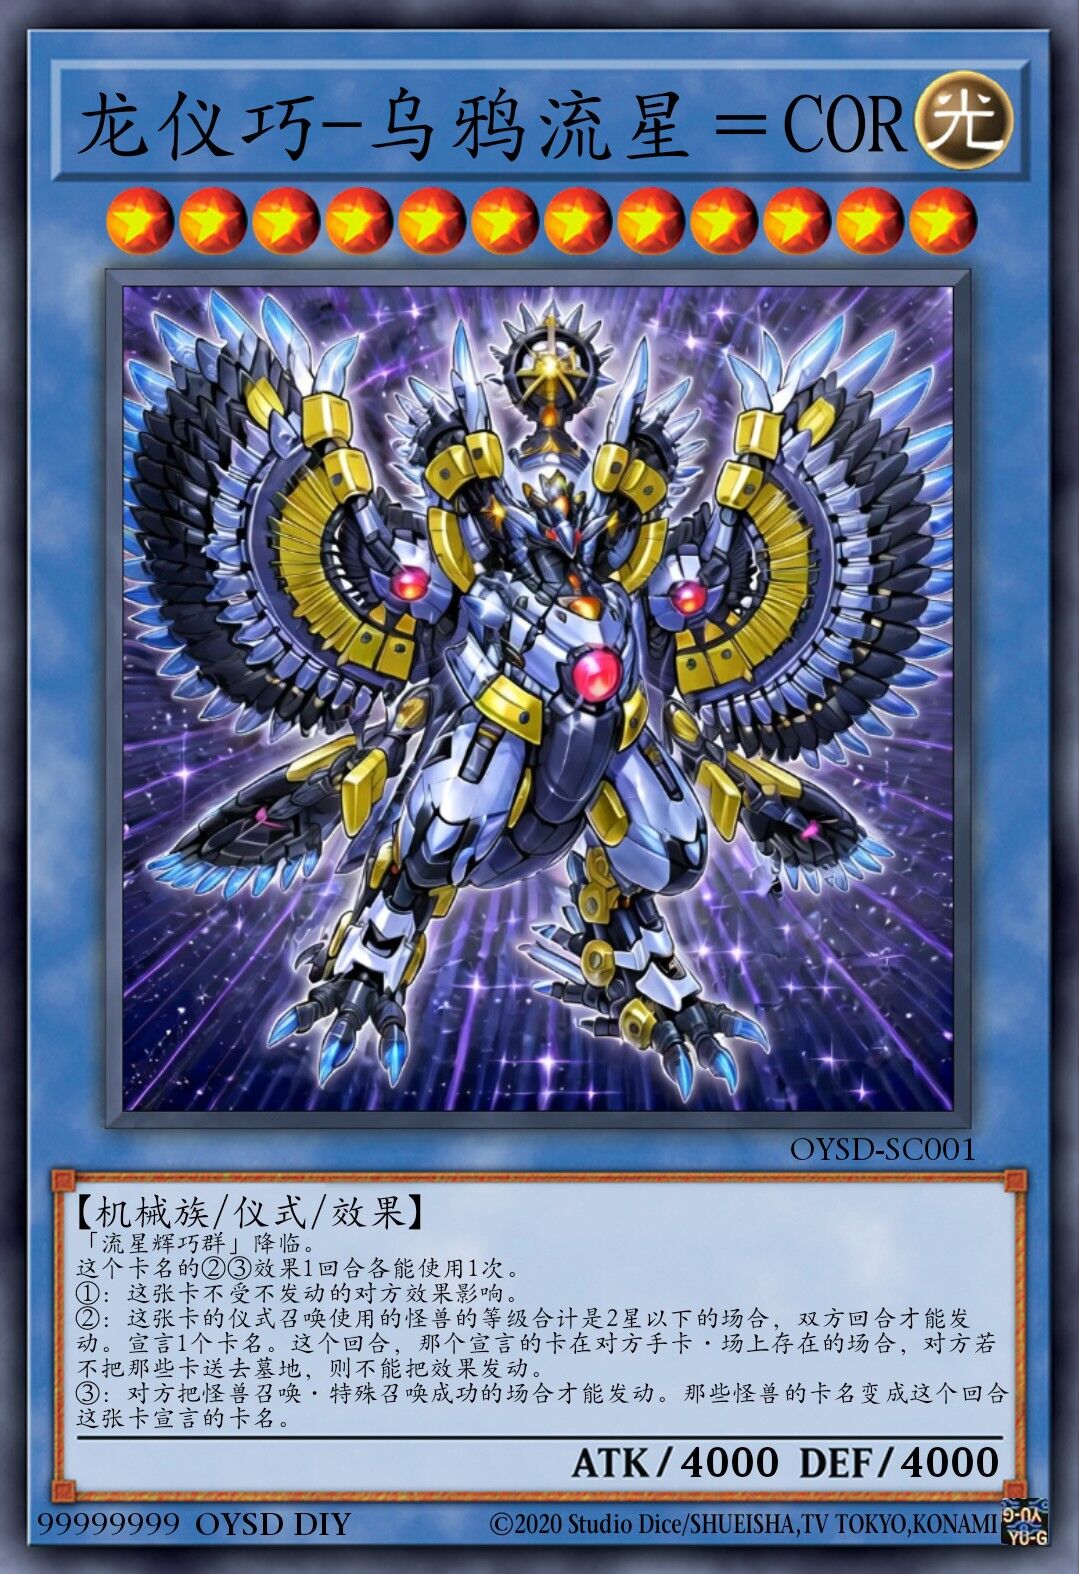 龙仪巧-乌鸦流星＝COR
光
OYSD-SC001
【机械族/仪式/效果】
「流星辉巧群」降临。
这个卡名的②③效果1回合各能使用1次。
①：这张卡不受不发动的对方效果影响。
②：这张卡的仪式召唤使用的怪兽的等级合计是2星以下的场合，双方回合才能发
动。宣言1个卡名。这个回合，那个宣言的卡在对方手卡·场上存在的场合，对方若
不把那些卡送去墓地，则不能把效果发动。
③：对方把怪兽召唤·特殊召唤成功的场合才能发动。那些怪兽的卡名变成这个回合
这张卡宣言的卡名。
ATK/4000 DEF/4000
99999999 OYSD DIY
©2020 Studio Dice/SHUEISHA,TV TOKYO,KONAMI
YU-G
YU-G